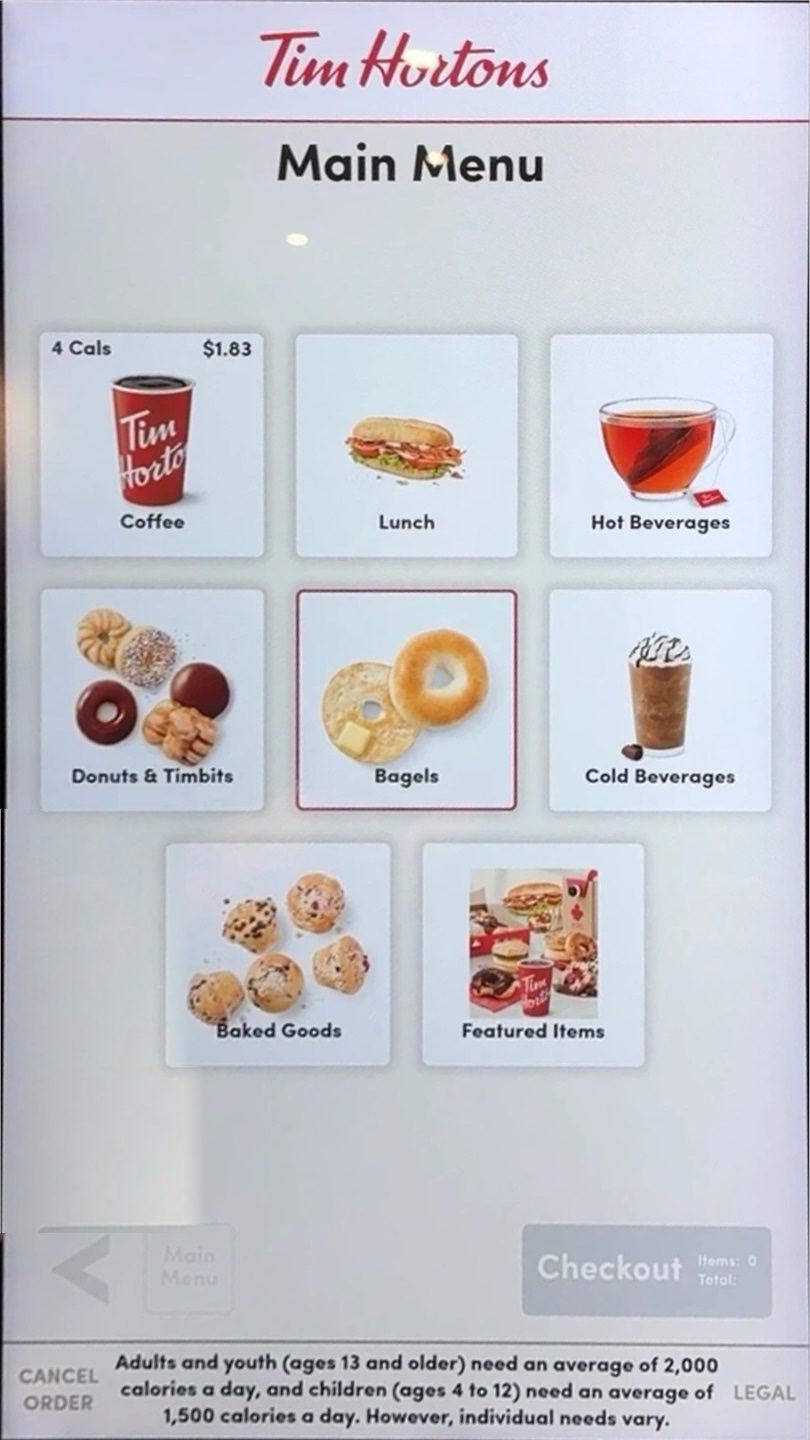 Tim Hortons
Main Menu
4 Cals $1.83
Tim
Horto
Coffee
Lunch
Hot Beverages
Donuts & Timbits
Bagels
Cold Beverages
Tim
Horto
Baked Goods
Featured Items
Main
Menu
Checkout
Items: 0
Total:
CANCEL
ORDER
Adults and youth (ages 13 and older) need an average of 2,000
calories a day, and children (ages 4 to 12) need an average of
1,500 calories a day. However, individual needs vary.
LEGAL